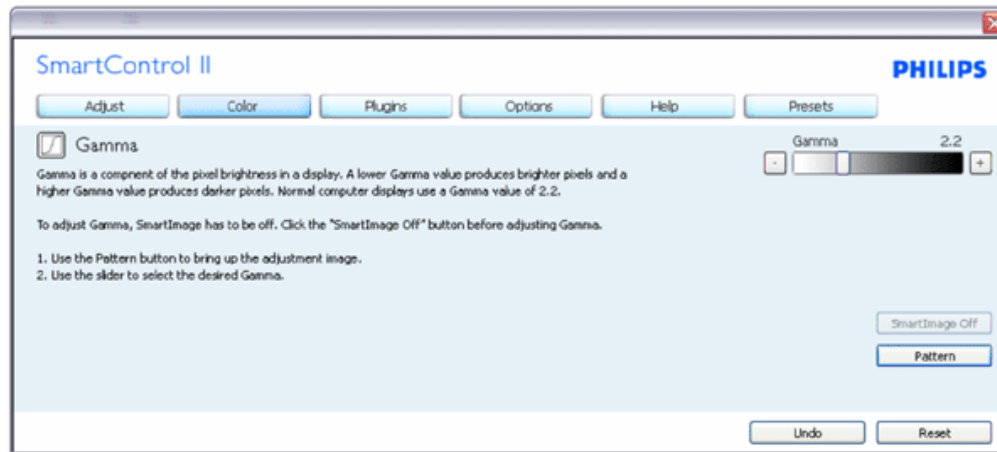 SmartControl II
PHILIPS
Adjust
Color
Plugins
Options
Help
Presets
Gamma
Gamma 2.2
- +
Gamma is a compnent of the pixel brightness in a display. A lower Gamma value produces brighter pixels and a
higher Gamma value produces darker pixels. Normal computer displays use a Gamma value of 2.2.
To adjust Gamma, SmartImage has to be off. Click the "SmartImage Off" button before adjusting Gamma.
1. Use the Pattern button to bring up the adjustment image.
2. Use the slider to select the desired Gamma.
SmartImage Off
Pattern
Undo
Reset